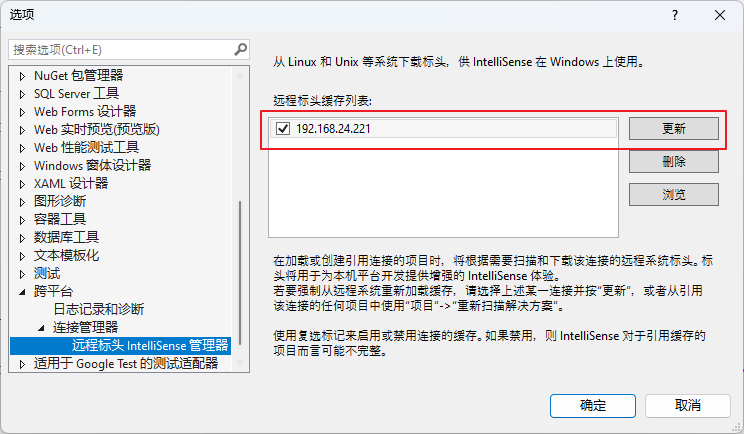 选项
?
搜索选项(Ctrl+E)
NuGet 包管理器
SQL Server 工具
Web Forms 设计器
Web 实时预览(预览版)
Web 性能测试工具
Windows 窗体设计器
XAML 设计器
图形诊断
容器工具
数据库工具
文本模板化
测试
跨平台
日志记录和诊断
连接管理器
远程标头 IntelliSense 管理器
适用于 Google Test 的测试适配器
从 Linux 和 Unix 等系统下载标头，供 IntelliSense 在 Windows 上使用。
远程标头缓存列表:
192.168.24.221
更新
删除
浏览
在加载或创建引用连接的项目时，将根据需要扫描和下载该连接的远程系统标头。标
头将用于为本机平台开发提供增强的 IntelliSense 体验。
若要强制从远程系统重新加载缓存，请选择上述某一连接并按"更新"，或者从引用
该连接的任何项目中使用"项目"->"重新扫描解决方案"。
使用复选标记来启用或禁用连接的缓存。如果禁用，则 IntelliSense 对于引用缓存的
项目而言可能不完整。
确定
取消